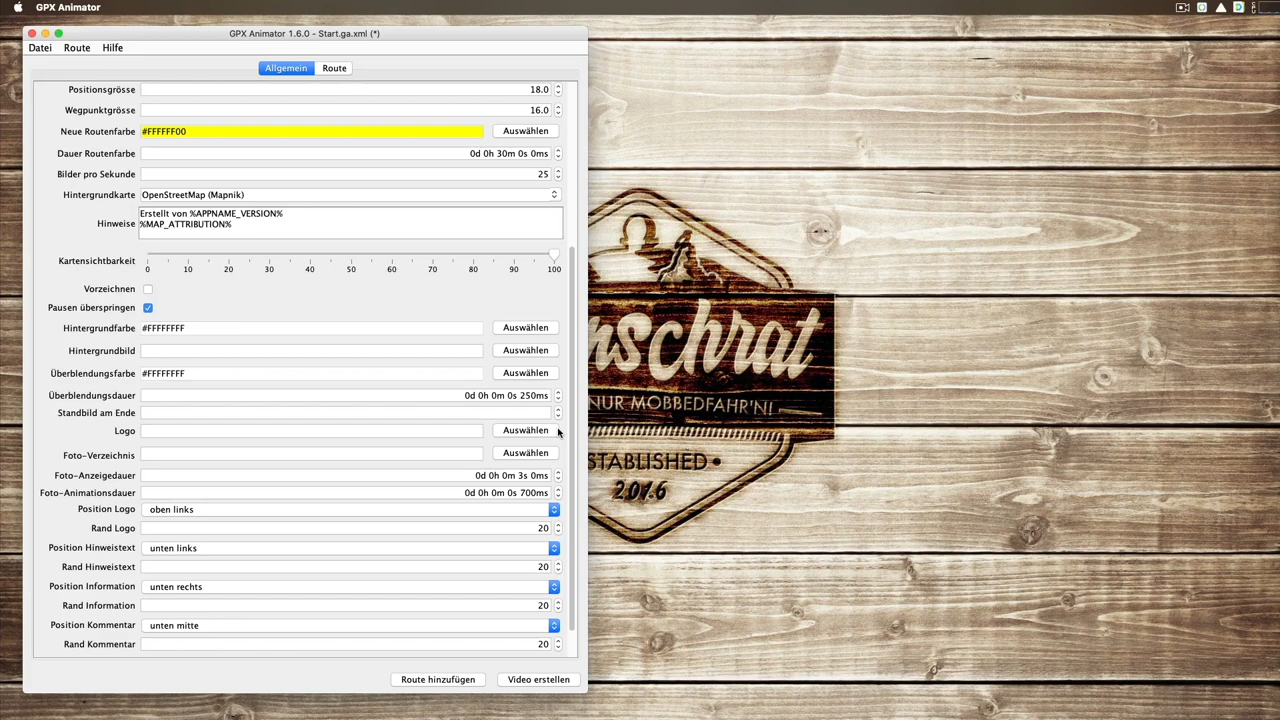 GPX Animator
GPX Animator 1.6.0 - Start.ga.xml (*)
Datei Route Hilfe
Allgemein Route
Positionsgrösse 18.0
Wegpunktgrösse 16.0
Neue Routenfarbe #FFFFFF00 Auswählen
Dauer Routenfarbe 0d 0h 30m 0s 0ms
Bilder pro Sekunde 25
Hintergrundkarte OpenStreetMap (Mapnik)
Hinweise Erstellt von %APPNAME_VERSION%
%MAP_ATTRIBUTION%
Kartensichtbarkeit
0 10 20 30 40 50 60 70 80 90 100
Vorzeichnen
Pausen überspringen
Hintergrundfarbe #FFFFFFFF Auswählen
Hintergrundbild Auswählen
Überblendungsfarbe #FFFFFFFF Auswählen
Überblendungsdauer 0d 0h 0m 0s 250ms
Standbild am Ende
Logo Auswählen
Foto-Verzeichnis Auswählen
Foto-Anzeigedauer 0d 0h 0m 3s 0ms
Foto-Animationsdauer 0d 0h 0m 0s 700ms
Position Logo oben links
Rand Logo 20
Position Hinweistext unten links
Rand Hinweistext 20
Position Information unten rechts
Rand Information 20
Position Kommentar unten mitte
Rand Kommentar 20
Route hinzufügen Video erstellen
nschrat
NUR MOBBEDFAHR'N!
STABLISHED •
2016